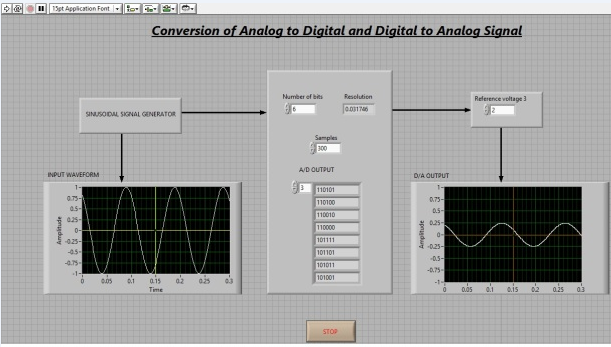 15pt Application Font
Conversion of Analog to Digital and Digital to Analog Signal
Number of bits
6
Resolution
0.031746
Reference voltage 3
2
SINUSOIDAL SIGNAL GENERATOR
Samples
300
A/D OUTPUT
3
110101
110100
110010
110000
101111
101101
101011
101001
INPUT WAVEFORM
Amplitude
1
0.75
0.5
0.25
0
-0.25
-0.5
-0.75
-1
0 0.05 0.1 0.15 0.2 0.25 0.3
Time
D/A OUTPUT
Amplitude
1
0.75
0.5
0.25
0
-0.25
-0.5
-0.75
-1
0 0.05 0.1 0.15 0.2 0.25 0.3
STOP